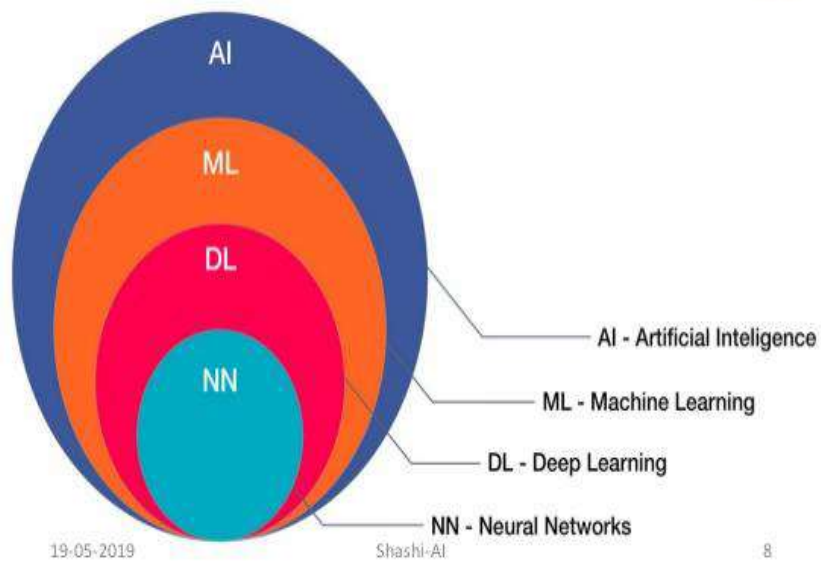 AI
ML
DL
NN
AI - Artificial Inteligence
ML - Machine Learning
DL - Deep Learning
NN - Neural Networks
19-05-2019
Shashi-AI
8